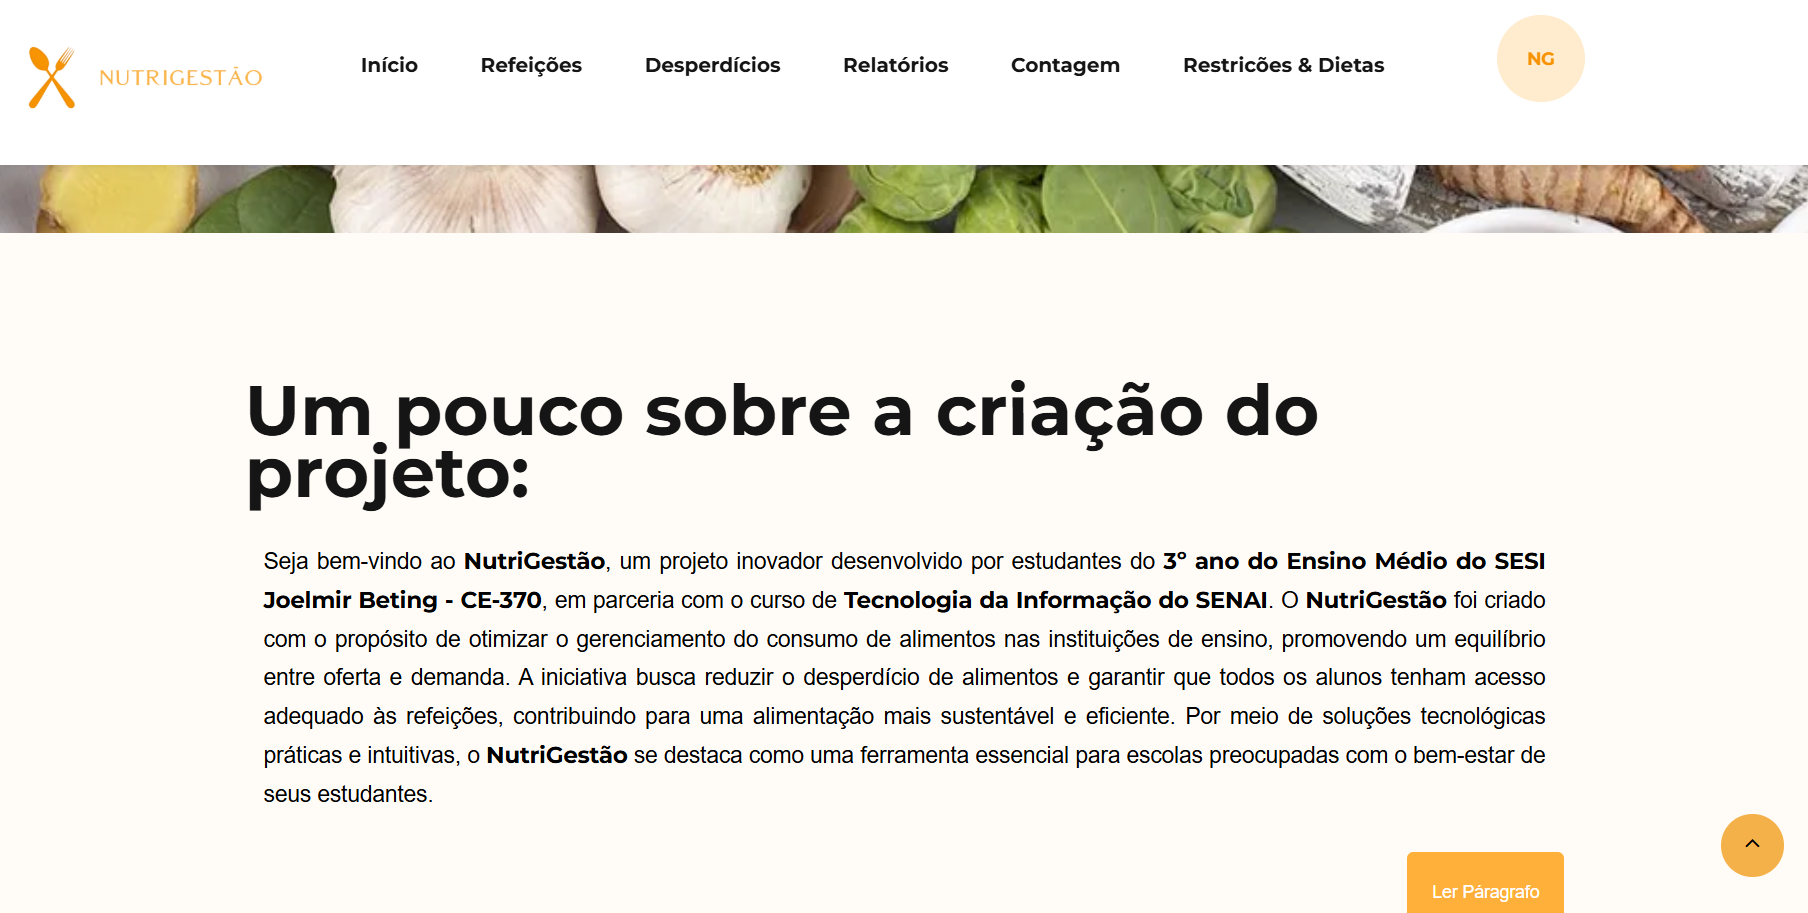 NUTRIGESTÃO
Início Refeições Desperdícios Relatórios Contagem Restricões & Dietas
NG
Um pouco sobre a criação do
projeto:
Seja bem-vindo ao NutriGestão, um projeto inovador desenvolvido por estudantes do 3º ano do Ensino Médio do SESI
Joelmir Beting - CE-370, em parceria com o curso de Tecnologia da Informação do SENAI. O NutriGestão foi criado
com o propósito de otimizar o gerenciamento do consumo de alimentos nas instituições de ensino, promovendo um equilíbrio
entre oferta e demanda. A iniciativa busca reduzir o desperdício de alimentos e garantir que todos os alunos tenham acesso
adequado às refeições, contribuindo para uma alimentação mais sustentável e eficiente. Por meio de soluções tecnológicas
práticas e intuitivas, o NutriGestão se destaca como uma ferramenta essencial para escolas preocupadas com o bem-estar de
seus estudantes.
Ler Páragrafo